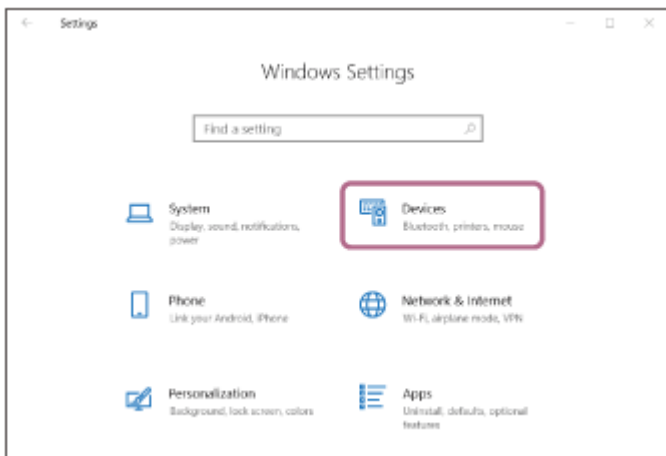 Settings
Windows Settings
Find a setting
System
Display, sound, notifications,
power
Devices
Bluetooth, printers, mouse
Phone
Link your Android, iPhone
Network & Internet
Wi-Fi, airplane mode, VPN
Personalization
Background, lock screen, colors
Apps
Uninstall, defaults, optional
features